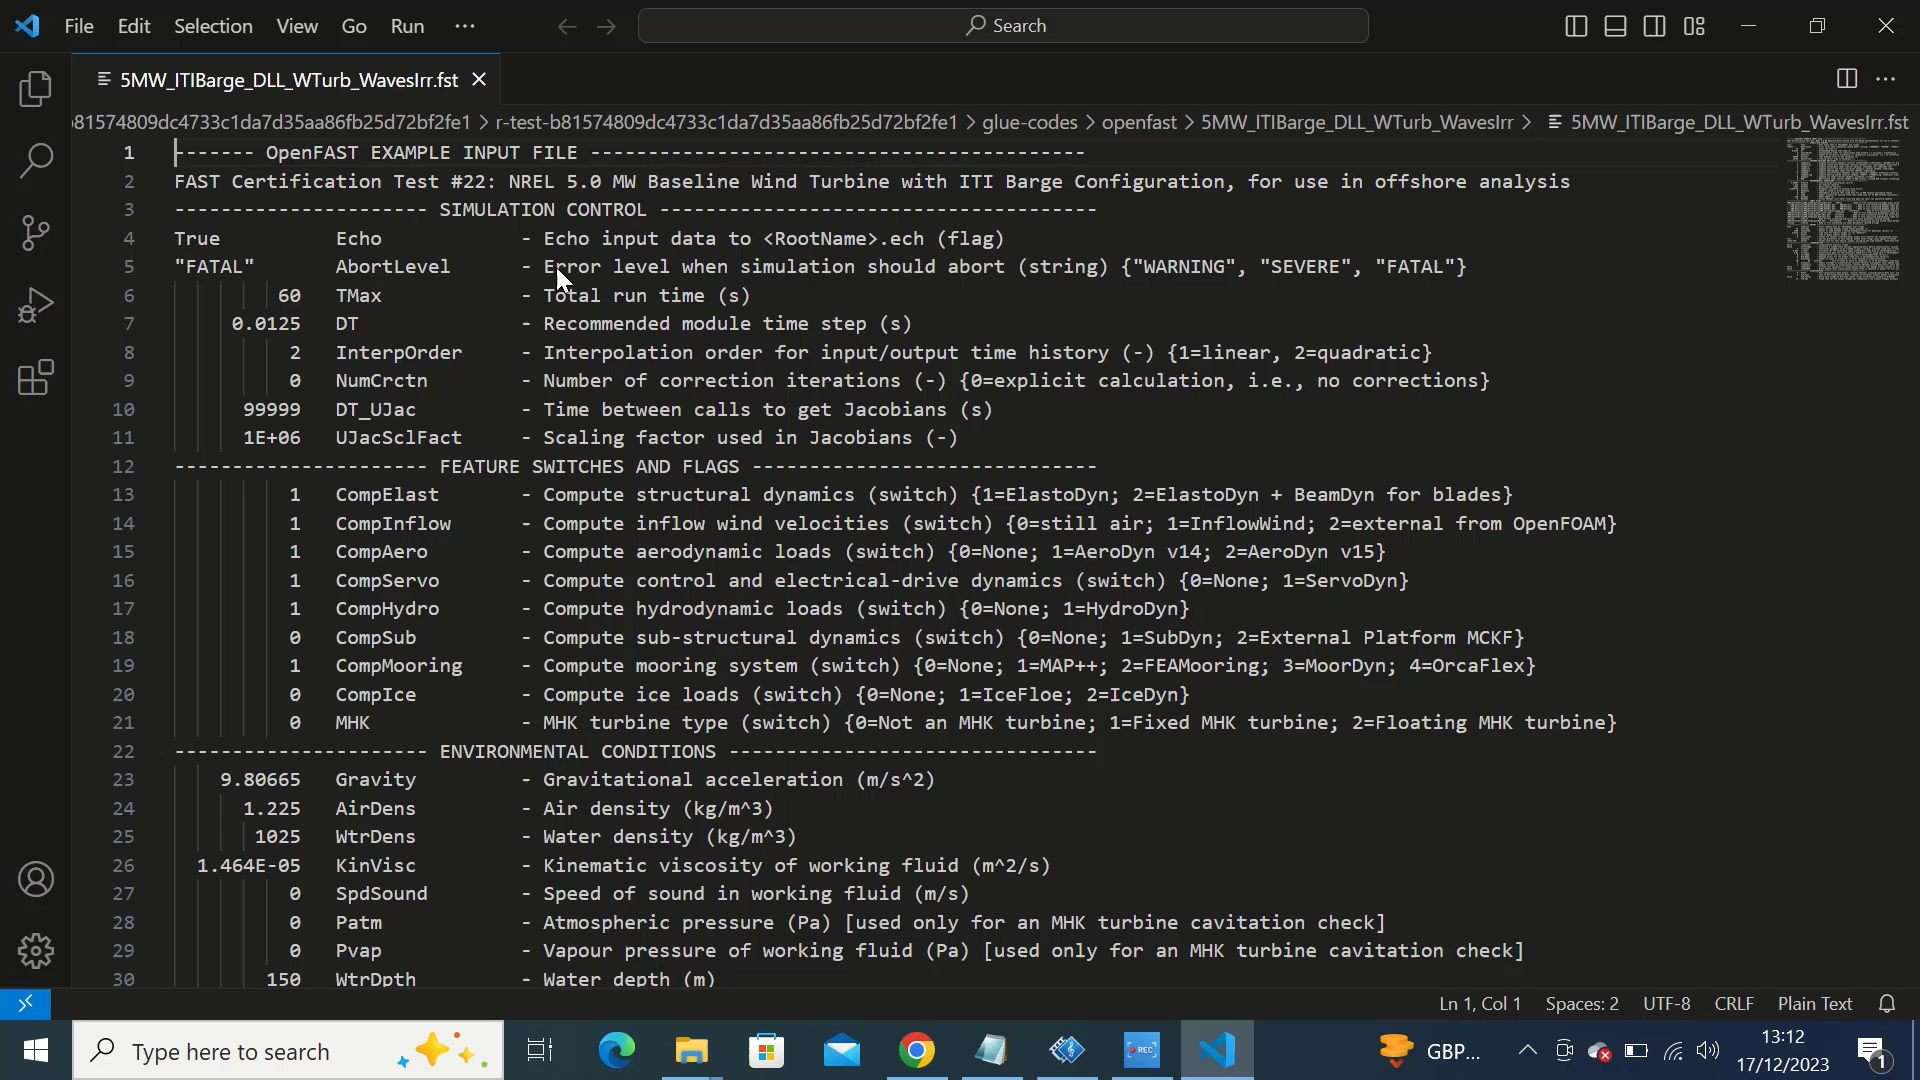 File Edit Selection View Go Run ··· Search
5MW_ITIBarge_DLL_WTurb_WavesIrr.fst
b81574809dc4733c1da7d35aa86fb25d72bf2fe1 > r-test-b81574809dc4733c1da7d35aa86fb25d72bf2fe1 > glue-codes > openfast > 5MW_ITIBarge_DLL_WTurb_WavesIrr > 5MW_ITIBarge_DLL_WTurb_WavesIrr.fst
1 ------- OpenFAST EXAMPLE INPUT FILE -------------------------------------------
2 FAST Certification Test #22: NREL 5.0 MW Baseline Wind Turbine with ITI Barge Configuration, for use in offshore analysis
3 ---------------------- SIMULATION CONTROL --------------------------------------
4 True Echo - Echo input data to <RootName>.ech (flag)
5 "FATAL" AbortLevel - Error level when simulation should abort (string) {"WARNING", "SEVERE", "FATAL"}
6 60 TMax - Total run time (s)
7 0.0125 DT - Recommended module time step (s)
8 2 InterpOrder - Interpolation order for input/output time history (-) {1=linear, 2=quadratic}
9 0 NumCrctn - Number of correction iterations (-) {0=explicit calculation, i.e., no corrections}
10 99999 DT_UJac - Time between calls to get Jacobians (s)
11 1E+06 UJacSclFact - Scaling factor used in Jacobians (-)
12 ---------------------- FEATURE SWITCHES AND FLAGS ------------------------------
13 1 CompElast - Compute structural dynamics (switch) {1=ElastoDyn; 2=ElastoDyn + BeamDyn for blades}
14 1 CompInflow - Compute inflow wind velocities (switch) {0=still air; 1=InflowWind; 2=external from OpenFOAM}
15 1 CompAero - Compute aerodynamic loads (switch) {0=None; 1=AeroDyn v14; 2=AeroDyn v15}
16 1 CompServo - Compute control and electrical-drive dynamics (switch) {0=None; 1=ServoDyn}
17 1 CompHydro - Compute hydrodynamic loads (switch) {0=None; 1=HydroDyn}
18 0 CompSub - Compute sub-structural dynamics (switch) {0=None; 1=SubDyn; 2=External Platform MCKF}
19 1 CompMooring - Compute mooring system (switch) {0=None; 1=MAP++; 2=FEAMooring; 3=MoorDyn; 4=OrcaFlex}
20 0 CompIce - Compute ice loads (switch) {0=None; 1=IceFloe; 2=IceDyn}
21 0 MHK - MHK turbine type (switch) {0=Not an MHK turbine; 1=Fixed MHK turbine; 2=Floating MHK turbine}
22 ---------------------- ENVIRONMENTAL CONDITIONS --------------------------------
23 9.80665 Gravity - Gravitational acceleration (m/s^2)
24 1.225 AirDens - Air density (kg/m^3)
25 1025 WtrDens - Water density (kg/m^3)
26 1.464E-05 KinVisc - Kinematic viscosity of working fluid (m^2/s)
27 0 SpdSound - Speed of sound in working fluid (m/s)
28 0 Patm - Atmospheric pressure (Pa) [used only for an MHK turbine cavitation check]
29 0 Pvap - Vapour pressure of working fluid (Pa) [used only for an MHK turbine cavitation check]
30 150 WtrDpth - Water depth (m)
Ln 1, Col 1 Spaces: 2 UTF-8 CRLF Plain Text
Type here to search REC GBP... 13:12
17/12/2023 1